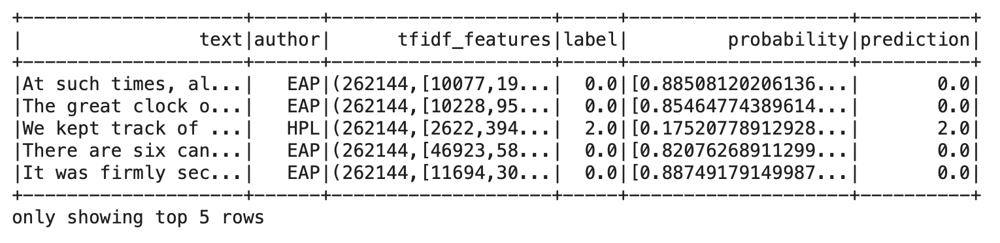 +--------------------+------+--------------------+-----+--------------------+----------+
|                text|author|      tfidf_features|label|         probability|prediction|
+--------------------+------+--------------------+-----+--------------------+----------+
|At such times, al...|   EAP|(262144,[10077,19...|  0.0|[0.88508120206136...|       0.0|
|The great clock o...|   EAP|(262144,[10228,95...|  0.0|[0.85464774389614...|       0.0|
|We kept track of ...|   HPL|(262144,[2622,394...|  2.0|[0.17520778912928...|       2.0|
|There are six can...|   EAP|(262144,[46923,58...|  0.0|[0.82076268911299...|       0.0|
|It was firmly sec...|   EAP|(262144,[11694,30...|  0.0|[0.88749179149987...|       0.0|
+--------------------+------+--------------------+-----+--------------------+----------+
only showing top 5 rows